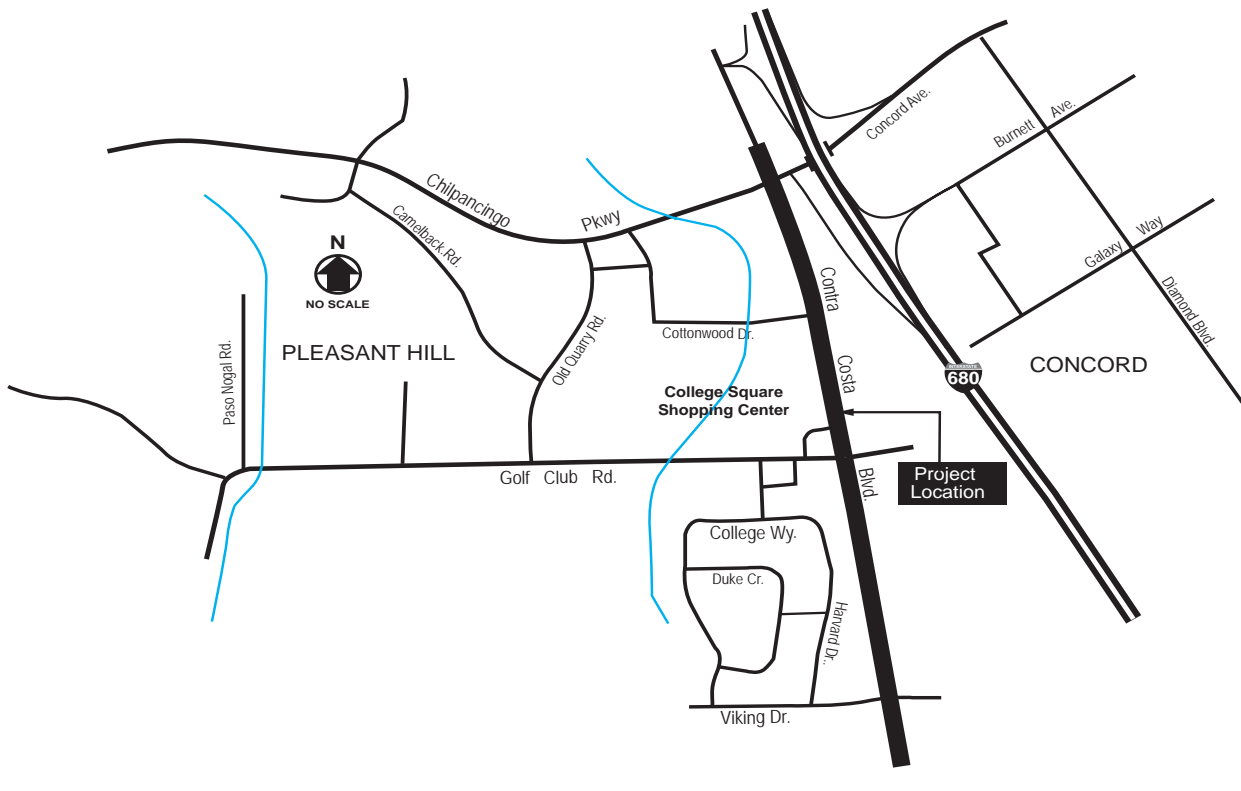 Concord Ave.
Burnett Ave.
Chilpancingo Pkwy
Camelback.Rd.
N
NO SCALE
Galaxy Way
Contra Costa Blvd.
Diamond Blvd.
Paso Nogal Rd.
PLEASANT HILL
Old Quarry Rd.
Cottonwood Dr.
680
CONCORD
College Square
Shopping Center
Golf Club Rd.
Project
Location
College Wy.
Duke Cr.
Harvard Dr..
Viking Dr.